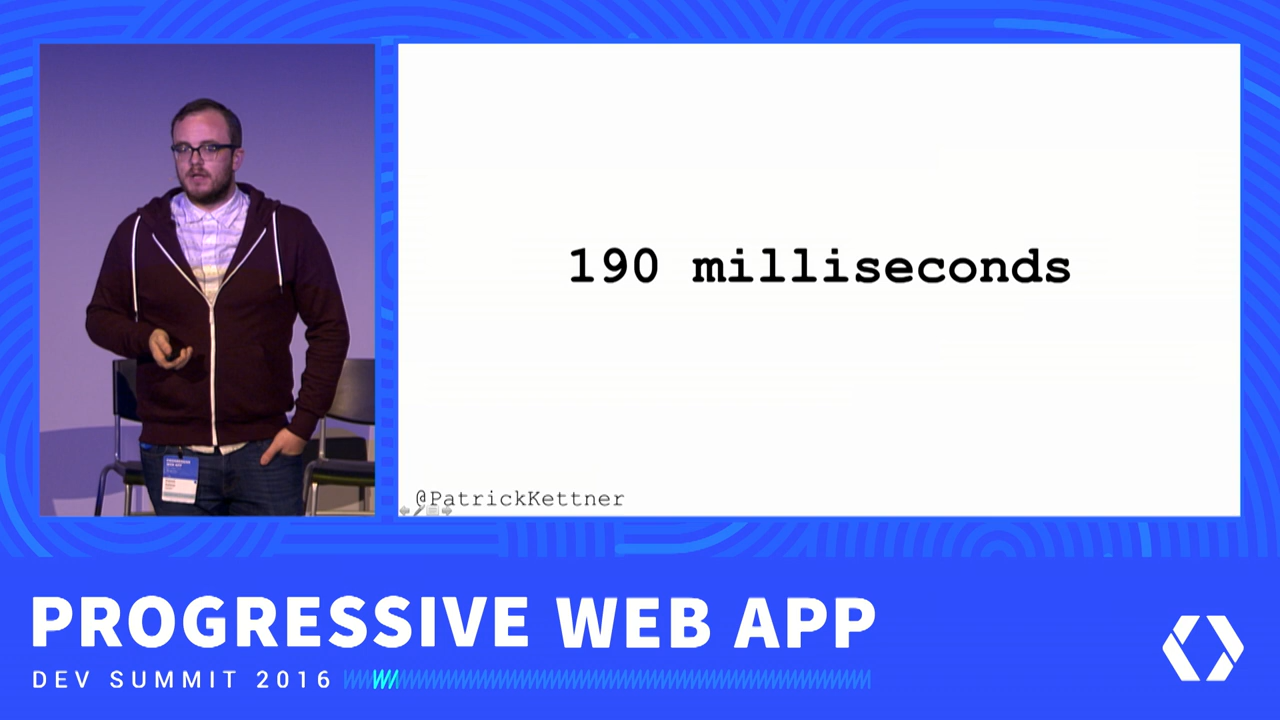 190 milliseconds
@PatrickKettner
PROGRESSIVE WEB APP
DEV SUMMIT 2016